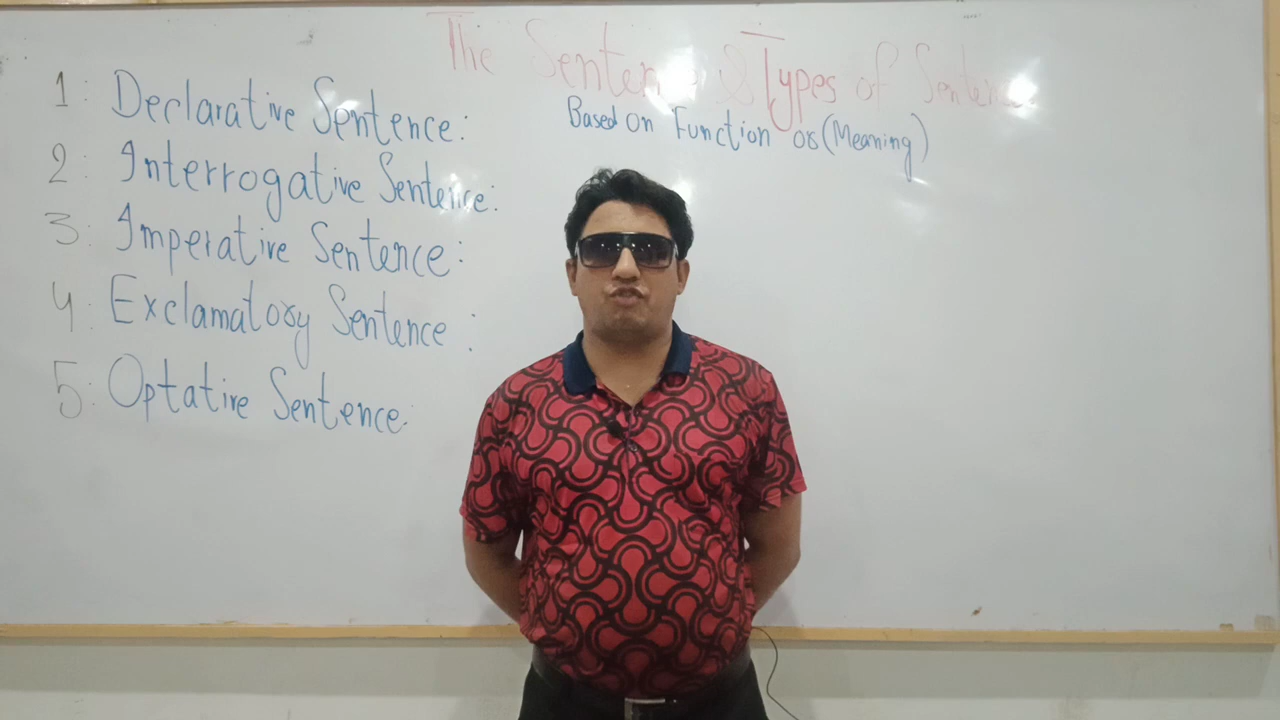 The Sentence & Types of Sentence
Based on Function or (Meaning)
1: Declarative Sentence:
2: Interrogative Sentence:
3: Imperative Sentence:
4: Exclamatory Sentence:
5: Optative Sentence: